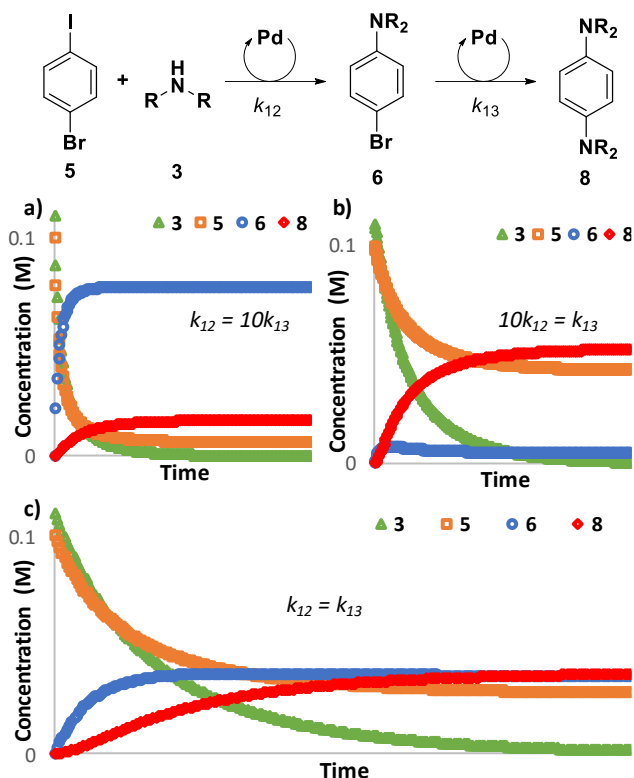 I
Br
5
+
H
N
R R
3
Pd
k12
NR2
Br
6
Pd
k13
NR2
NR2
8
a)
3 5 6 8
0.1
Concentration (M)
k12 = 10k13
0
Time
b)
3 5 6 8
0.1
Concentration (M)
10k12 = k13
0
Time
c)
3 5 6 8
0.1
Concentration (M)
k12 = k13
0
Time